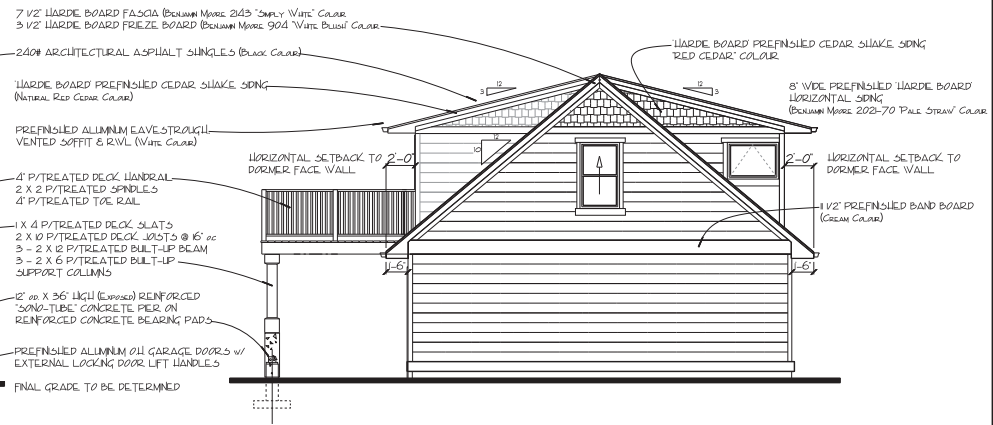 7 1/2" HARDIE BOARD FASCIA (BENJAMIN MOORE 2143 "SIMPLY WHITE" COLOUR
3 1/2" HARDIE BOARD FRIEZE BOARD (BENJAMIN MOORE 904 "WHITE BLUSH" COLOUR
240# ARCHITECTURAL ASPHALT SHINGLES (BLACK COLOUR)
'HARDIE BOARD' PREFINISHED CEDAR SHAKE SIDING
(NATURAL RED CEDAR COLOUR)
PREFINISHED ALUMINUM EAVESTROUGH
VENTED SOFFIT & RWL (WHITE COLOUR)
HORIZONTAL SETBACK TO
DORMER FACE WALL
2'-0"
4" P/TREATED DECK HANDRAIL
2 X 2 P/TREATED SPINDLES
4" P/TREATED TOE RAIL
1 X 4 P/TREATED DECK SLATS
2 X 10 P/TREATED DECK JOISTS @ 16" OC
3 - 2 X 12 P/TREATED BUILT-UP BEAM
3 - 2 X 6 P/TREATED BUILT-UP
SUPPORT COLUMNS
12" OD. X 36" HIGH (EXPOSED) REINFORCED
"SONO-TUBE" CONCRETE PIER ON
REINFORCED CONCRETE BEARING PADS
PREFINISHED ALUMINUM O.H. GARAGE DOORS W/
EXTERNAL LOCKING DOOR LIFT HANDLES
FINAL GRADE TO BE DETERMINED
12
3
12
10
12
3
1'-6"
1'-6"
'HARDIE BOARD' PREFINISHED CEDAR SHAKE SIDING
"RED CEDAR" COLOUR
8" WIDE PREFINISHED 'HARDIE BOARD'
HORIZONTAL SIDING
(BENJAMIN MOORE 2021-70 "PALE STRAW" COLOUR
2'-0"
HORIZONTAL SETBACK TO
DORMER FACE WALL
11 1/2" PREFINISHED BAND BOARD
(CREAM COLOUR)